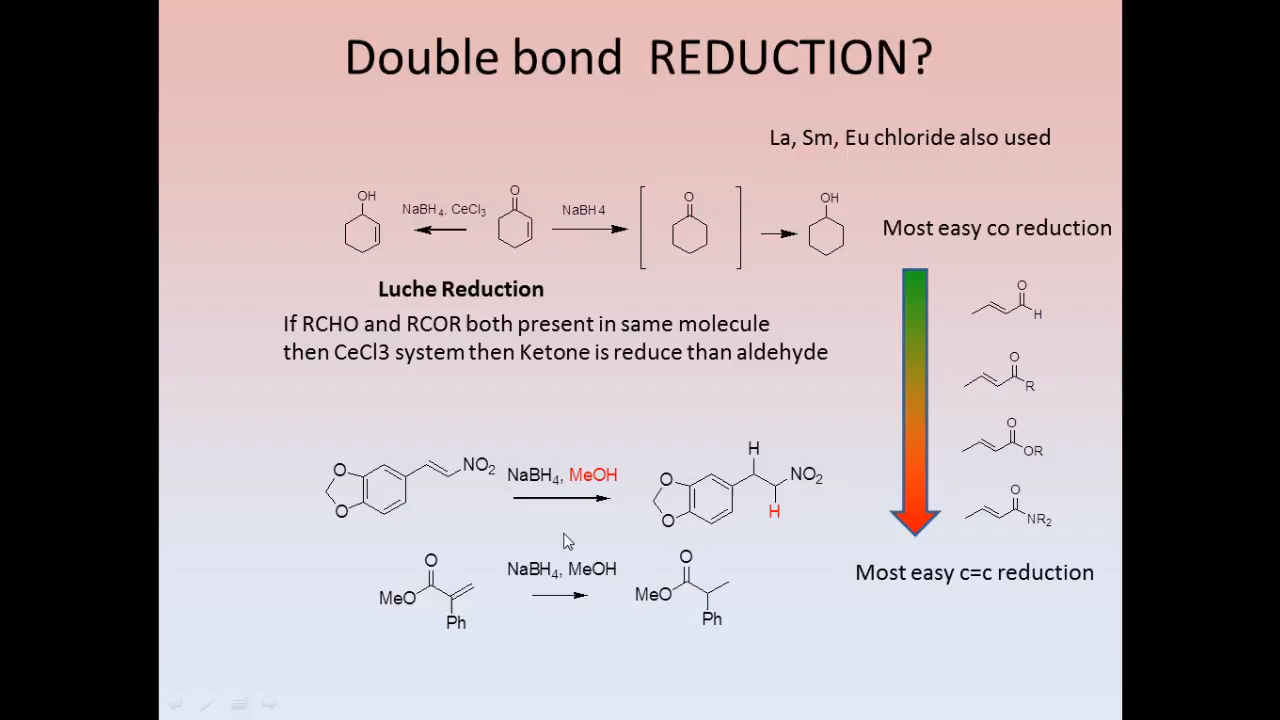 Double bond REDUCTION?
La, Sm, Eu chloride also used
OH
NaBH4, CeCl3
O
NaBH4
O
OH
Most easy co reduction
Luche Reduction
If RCHO and RCOR both present in same molecule
then CeCl3 system then Ketone is reduce than aldehyde
O
H
O
R
O
OR
O
NR2
Most easy c=c reduction
O
O
NO2
NaBH4, MeOH
O
O
H
NO2
H
O
MeO
Ph
NaBH4, MeOH
O
MeO
Ph